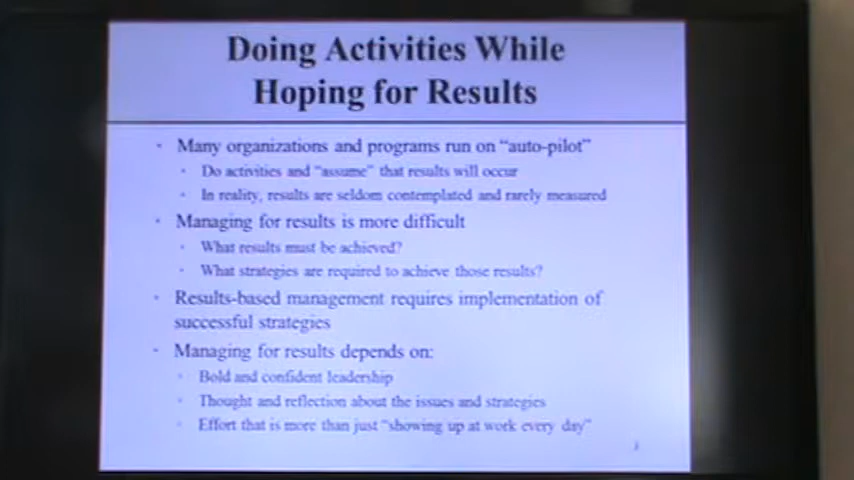 Doing Activities While
Hoping for Results
• Many organizations and programs run on “auto-pilot”
• Do activities and “assume” that results will occur
• In reality, results are seldom contemplated and rarely measured
• Managing for results is more difficult
• What results must be achieved?
• What strategies are required to achieve those results?
• Results-based management requires implementation of
successful strategies
• Managing for results depends on:
• Bold and confident leadership
• Thought and reflection about the issues and strategies
• Effort that is more than just “showing up at work every day”